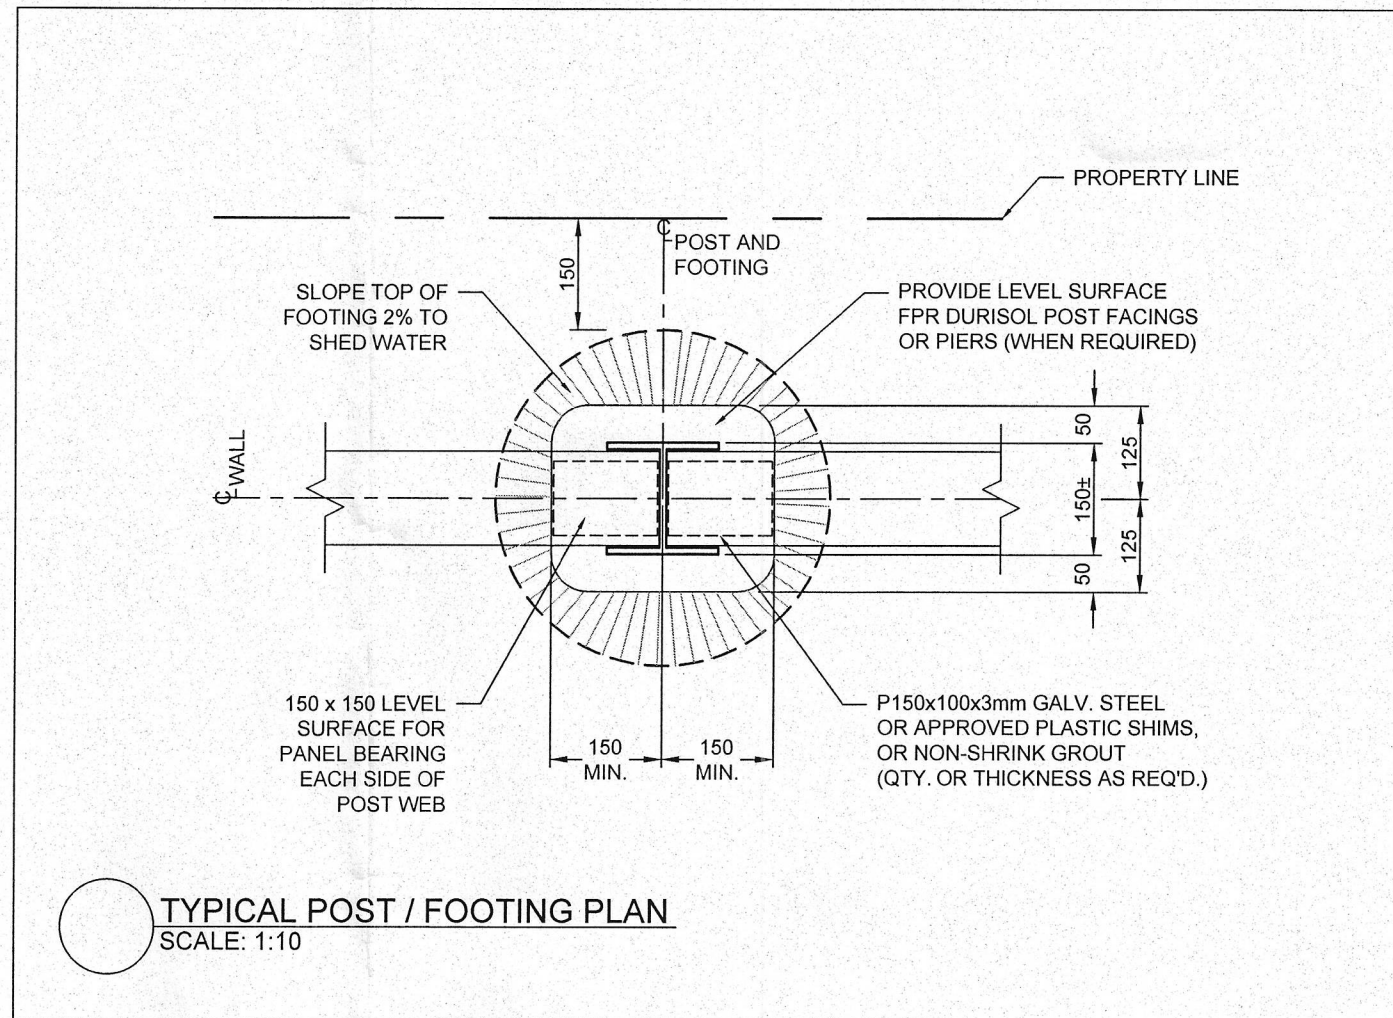 PROPERTY LINE
150
℄ POST AND
FOOTING
SLOPE TOP OF
FOOTING 2% TO
SHED WATER
PROVIDE LEVEL SURFACE
FPR DURISOL POST FACINGS
OR PIERS (WHEN REQUIRED)
℄ WALL
50
150±
50
125
125
150 x 150 LEVEL
SURFACE FOR
PANEL BEARING
EACH SIDE OF
POST WEB
150
MIN.
150
MIN.
P150x100x3mm GALV. STEEL
OR APPROVED PLASTIC SHIMS,
OR NON-SHRINK GROUT
(QTY. OR THICKNESS AS REQ'D.)
TYPICAL POST / FOOTING PLAN
SCALE: 1:10